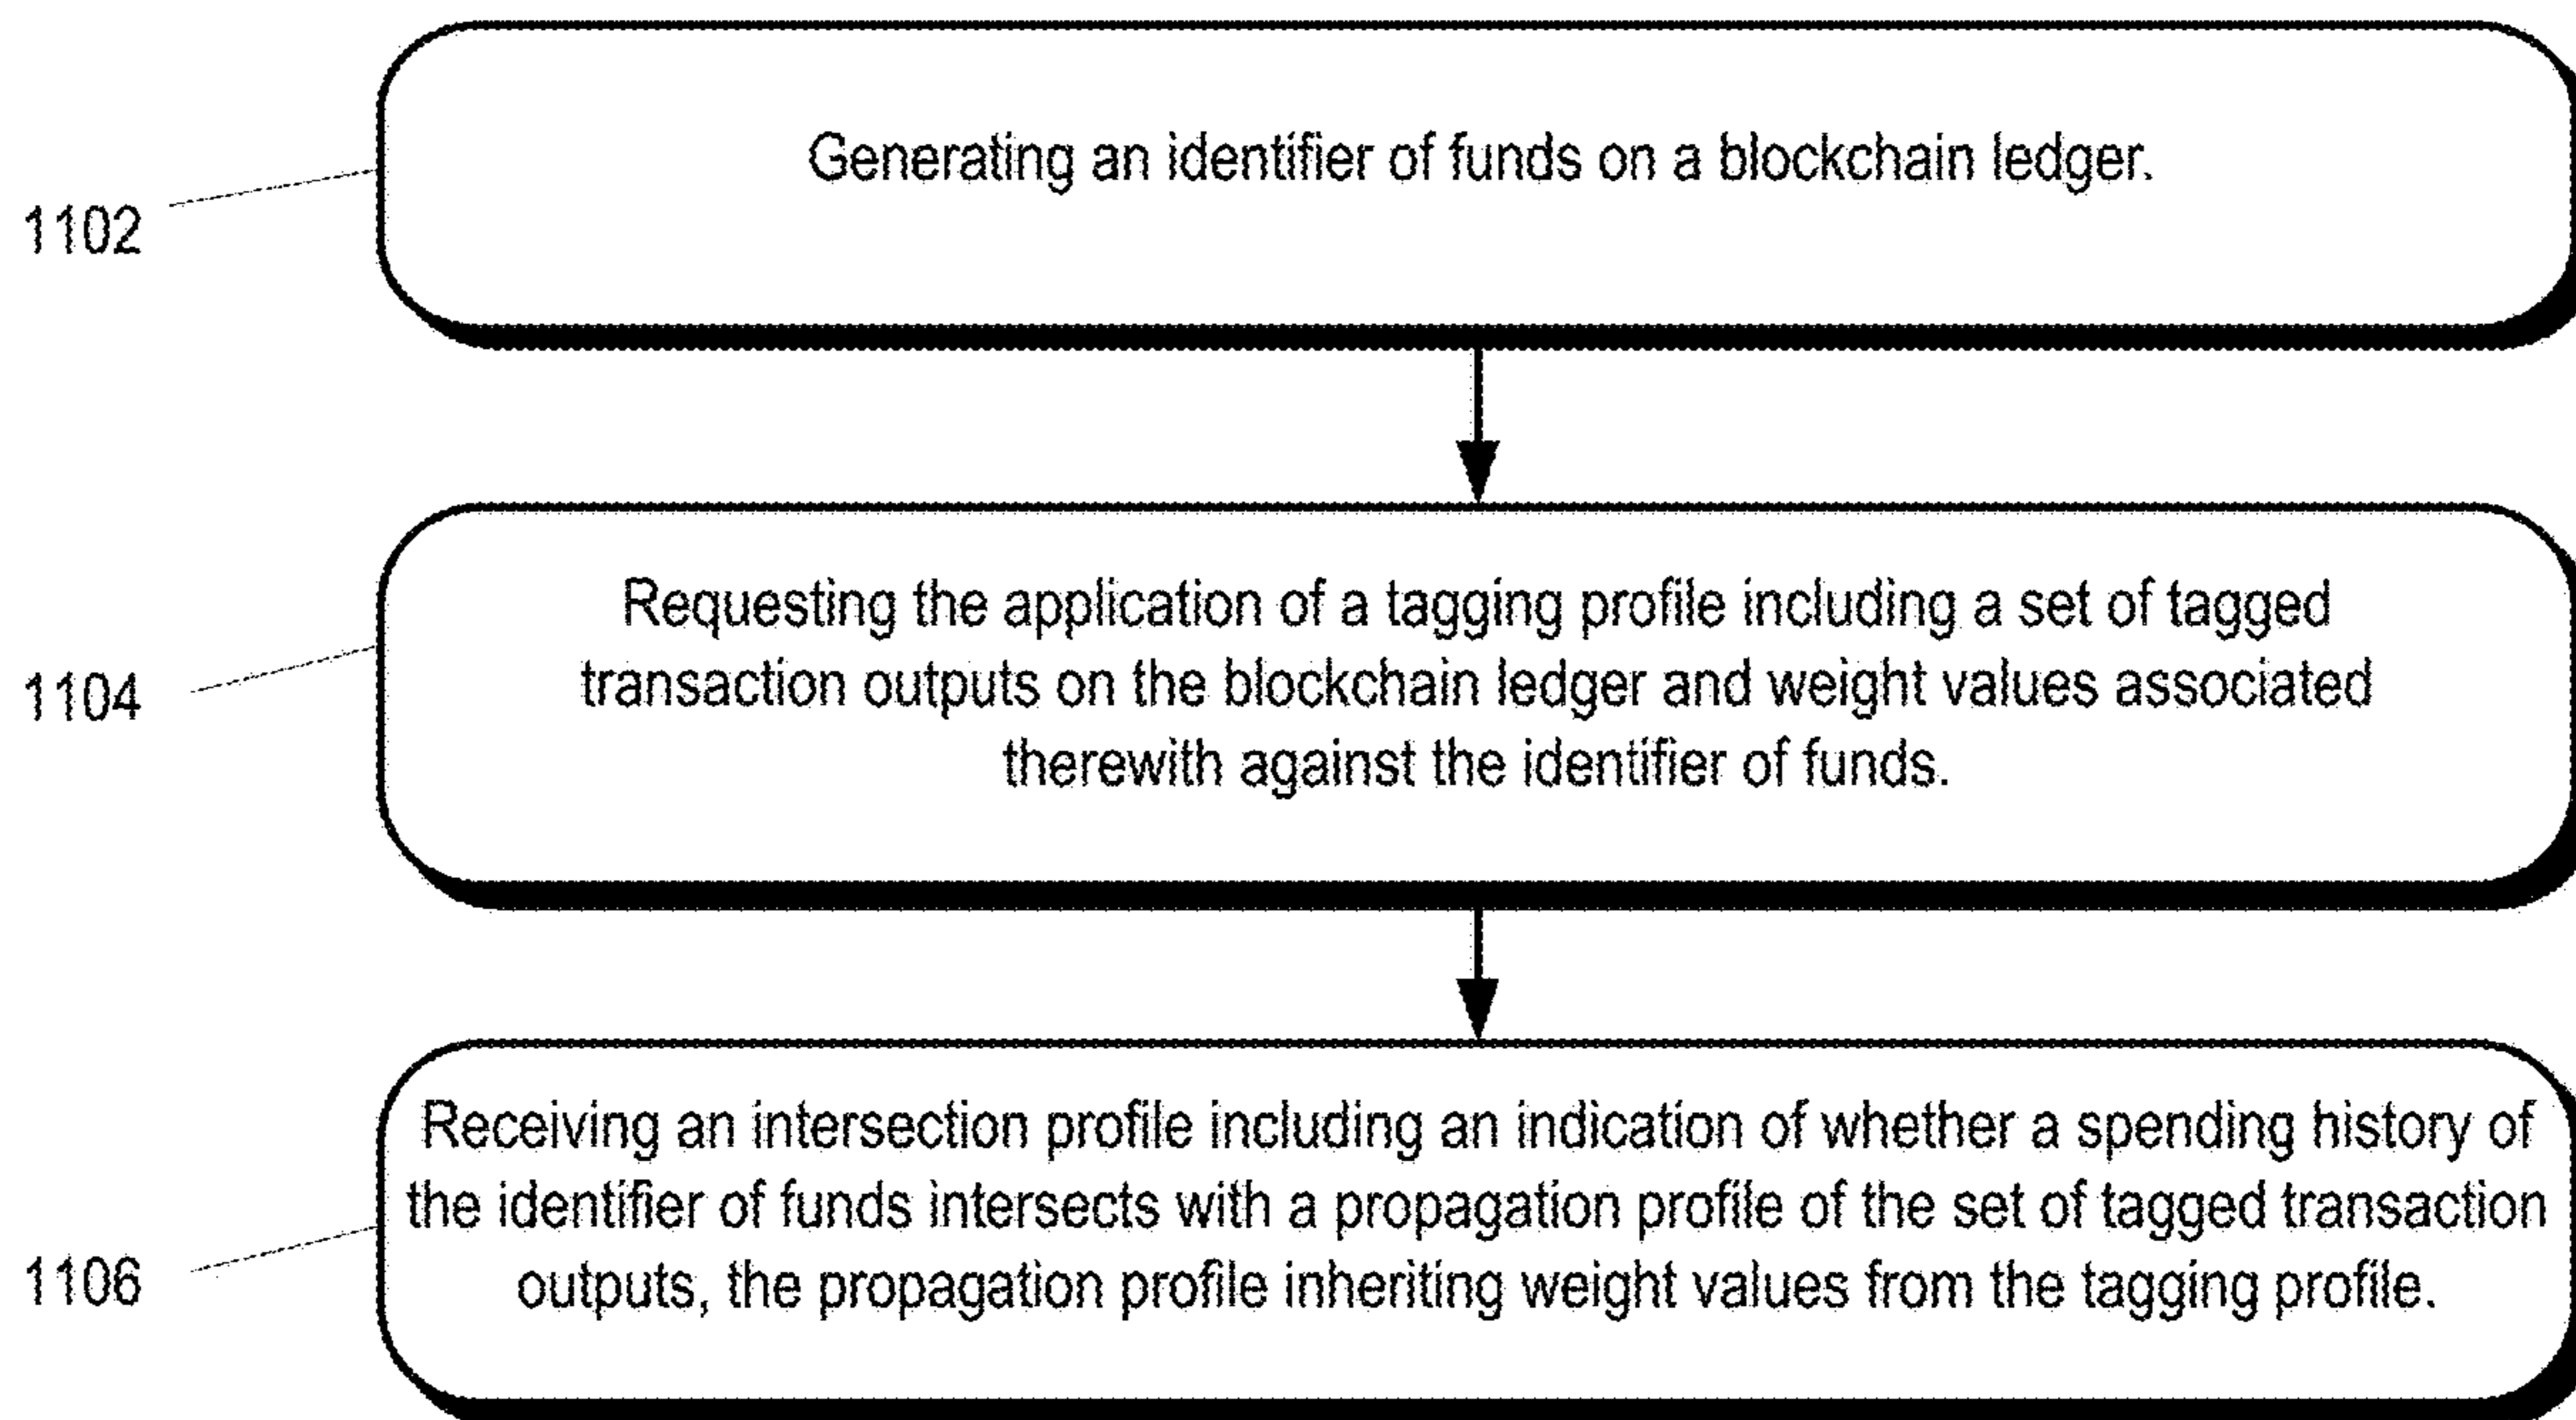 Generating an identifier of funds on a blockchain ledger.
1102
Requesting the application of a tagging profile including a set of tagged
transaction outputs on the blockchain ledger and weight values associated
therewith against the identifier of funds.
1104
Receiving an intersection profile including an indication of whether a spending history of
the identifier of funds intersects with a propagation profile of the set of tagged transaction
outputs, the propagation profile inheriting weight values from the tagging profile.
1106